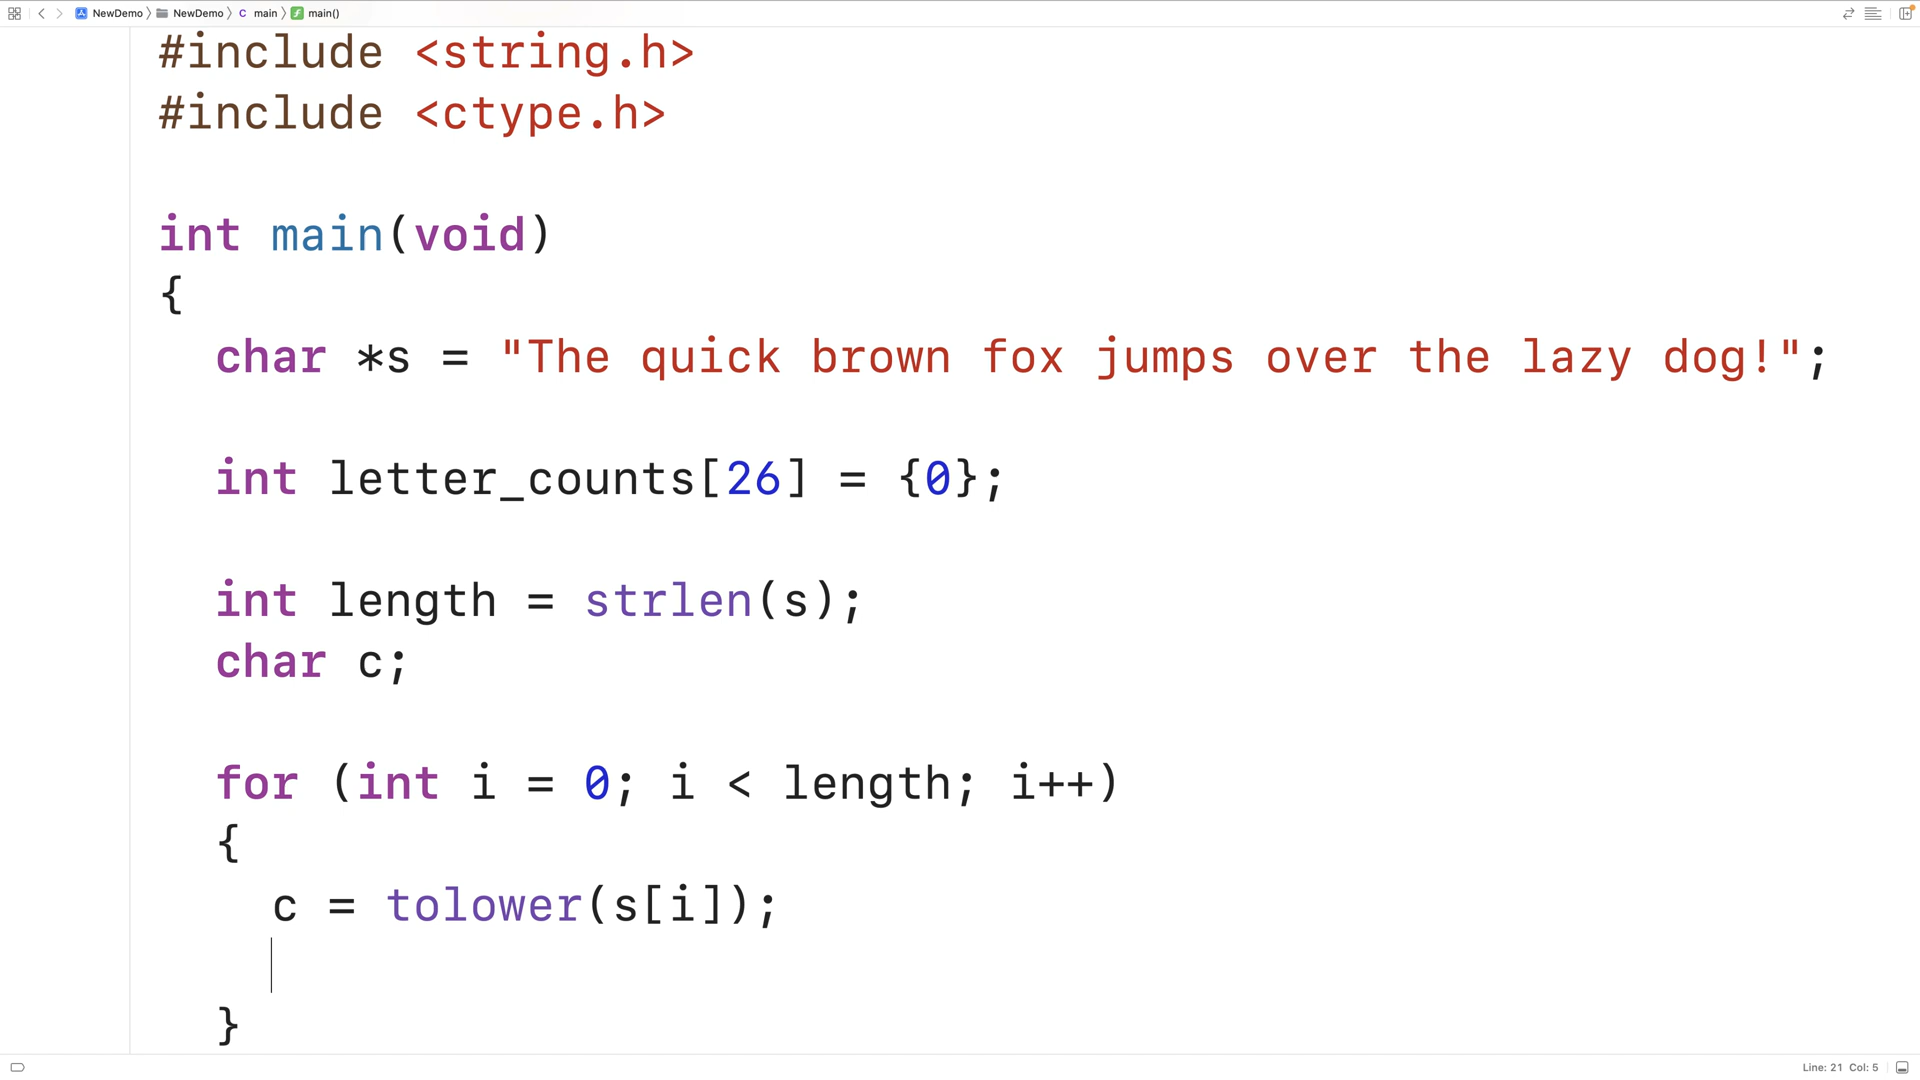 NewDemo 〉 NewDemo 〉 C main 〉 f main()
#include <string.h>
#include <ctype.h>
int main(void)
{
char *s = "The quick brown fox jumps over the lazy dog!";
int letter_counts[26] = {0};
int length = strlen(s);
char c;
for (int i = 0; i < length; i++)
{
c = tolower(s[i]);
}
Line: 21 Col: 5